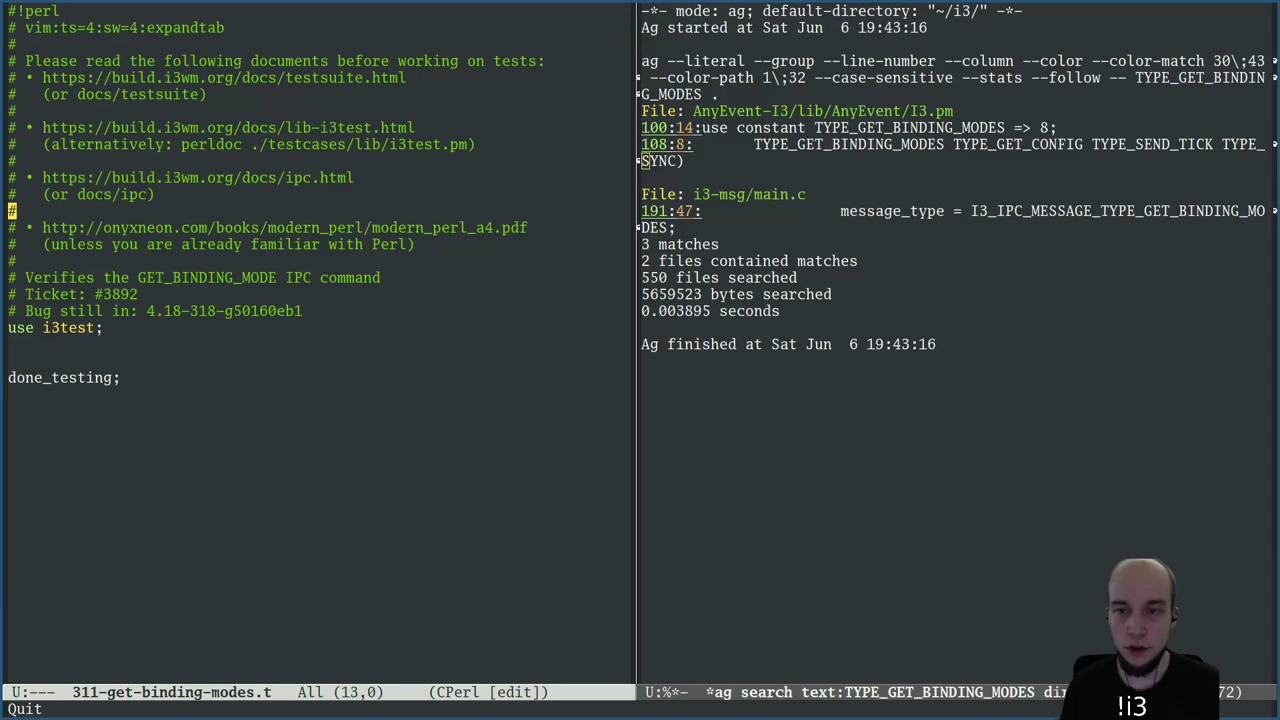 #!perl
# vim:ts=4:sw=4:expandtab
#
# Please read the following documents before working on tests:
# • https://build.i3wm.org/docs/testsuite.html
#   (or docs/testsuite)
#
# • https://build.i3wm.org/docs/lib-i3test.html
#   (alternatively: perldoc ./testcases/lib/i3test.pm)
#
# • https://build.i3wm.org/docs/ipc.html
#   (or docs/ipc)
#
# • http://onyxneon.com/books/modern_perl/modern_perl_a4.pdf
#   (unless you are already familiar with Perl)
#
# Verifies the GET_BINDING_MODE IPC command
# Ticket: #3892
# Bug still in: 4.18-318-g50160eb1
use i3test;
done_testing;
U:---  311-get-binding-modes.t   All (13,0)     (CPerl [edit])
Quit
-*- mode: ag; default-directory: "~/i3/" -*-
Ag started at Sat Jun  6 19:43:16
ag --literal --group --line-number --column --color --color-match 30\;43
 --color-path 1\;32 --case-sensitive --stats --follow -- TYPE_GET_BINDIN
G_MODES .
File: AnyEvent-I3/lib/AnyEvent/I3.pm
100:14:use constant TYPE_GET_BINDING_MODES => 8;
108:8:       TYPE_GET_BINDING_MODES TYPE_GET_CONFIG TYPE_SEND_TICK TYPE_
SYNC)
File: i3-msg/main.c
191:47:                message_type = I3_IPC_MESSAGE_TYPE_GET_BINDING_MO
DES;
3 matches
2 files contained matches
550 files searched
5659523 bytes searched
0.003895 seconds
Ag finished at Sat Jun  6 19:43:16
U:%*-  *ag search text:TYPE_GET_BINDING_MODES dir 72)
!i3